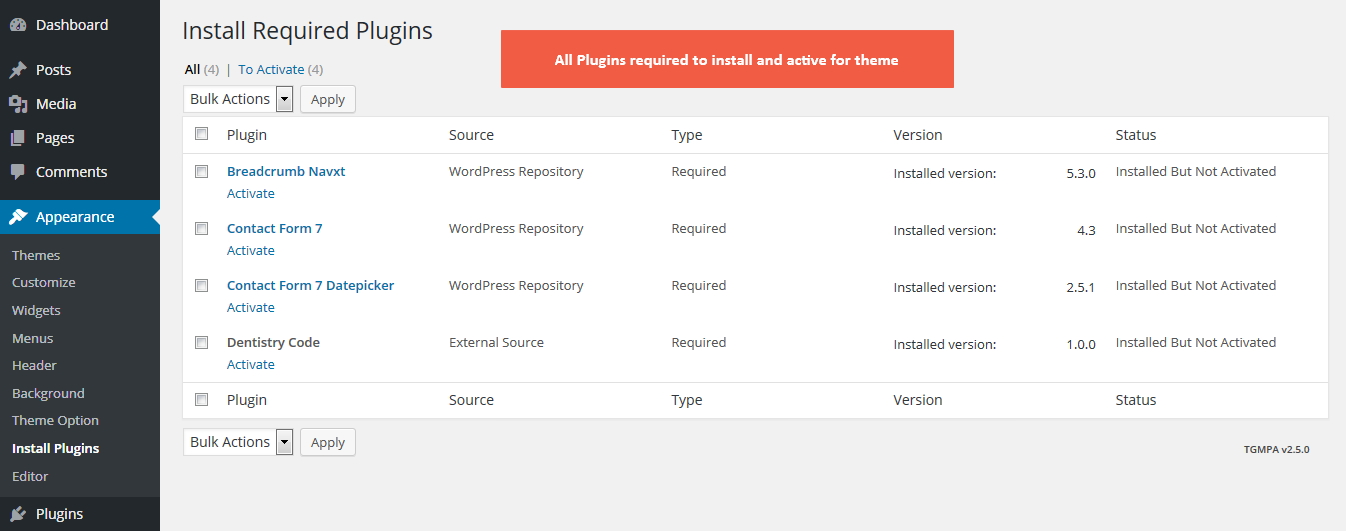 Dashboard
Posts
Media
Pages
Comments
Appearance
Themes
Customize
Widgets
Menus
Header
Background
Theme Option
Install Plugins
Editor
Plugins
Install Required Plugins
All Plugins required to install and active for theme
All (4) | To Activate (4)
Bulk Actions Apply
Plugin Source Type Version Status
Breadcrumb Navxt WordPress Repository Required Installed version: 5.3.0 Installed But Not Activated
Activate
Contact Form 7 WordPress Repository Required Installed version: 4.3 Installed But Not Activated
Activate
Contact Form 7 Datepicker WordPress Repository Required Installed version: 2.5.1 Installed But Not Activated
Activate
Dentistry Code External Source Required Installed version: 1.0.0 Installed But Not Activated
Activate
Plugin Source Type Version Status
Bulk Actions Apply
TGMPA v2.5.0